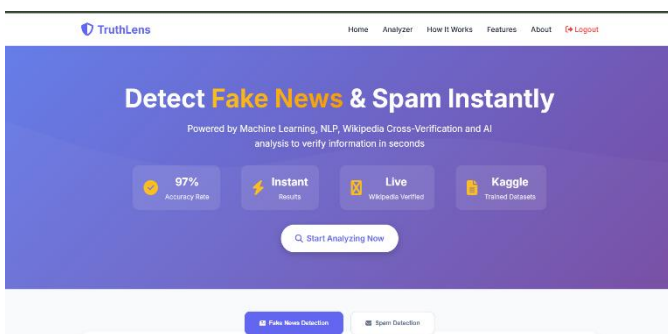 TruthLens
Home Analyzer How It Works Features About Logout
Detect Fake News & Spam Instantly
Powered by Machine Learning, NLP, Wikipedia Cross-Verification and AI
analysis to verify information in seconds
97%
Accuracy Rate
Instant
Results
Live
Wikipedia Verified
Kaggle
Trained Datasets
Start Analyzing Now
Fake News Detection Spam Detection